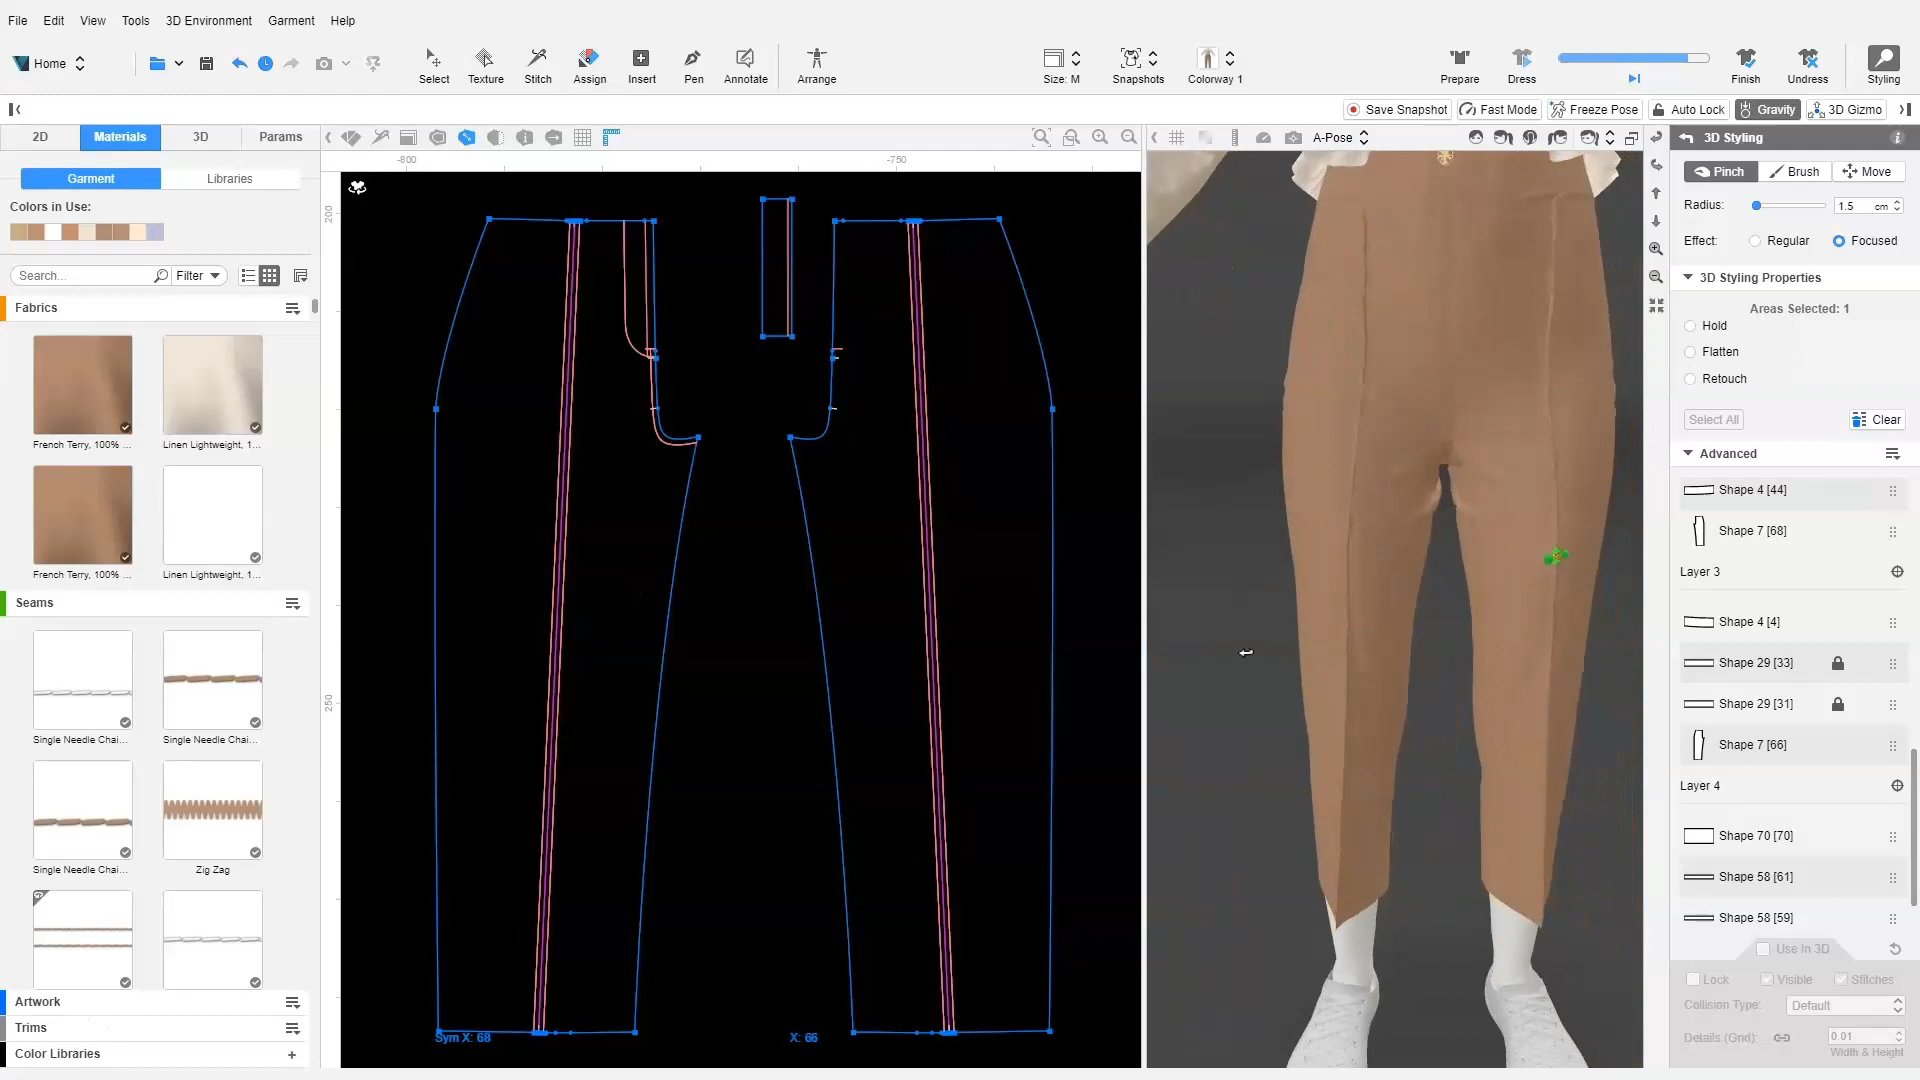 File Edit View Tools 3D Environment Garment Help
Home
Select Texture Stitch Assign Insert Pen Annotate Arrange
Size: M Snapshots Colorway 1
Prepare Dress Finish Undress Styling
Save Snapshot Fast Mode Freeze Pose Auto Lock Gravity 3D Gizmo
2D Materials 3D Params
A-Pose
3D Styling
-800 -750
200
250
Garment Libraries
Colors in Use:
Search... Filter
Fabrics
French Terry, 100% ... Linen Lightweight, 1...
French Terry, 100% ... Linen Lightweight, 1...
Seams
Single Needle Chai... Single Needle Chai...
Single Needle Chai... Zig Zag
Artwork
Trims
Color Libraries +
Sym X: 68 X: 66
Pinch Brush Move
Radius: 1.5 cm
Effect: Regular Focused
3D Styling Properties
Areas Selected: 1
Hold
Flatten
Retouch
Select All Clear
Advanced
Shape 4 [44]
Shape 7 [68]
Layer 3
Shape 4 [4]
Shape 29 [33]
Shape 29 [31]
Shape 7 [66]
Layer 4
Shape 70 [70]
Shape 58 [61]
Shape 58 [59]
Use In 3D
Lock Visible Stitches
Collision Type: Default
Details (Grid): 0.01
Width & Height